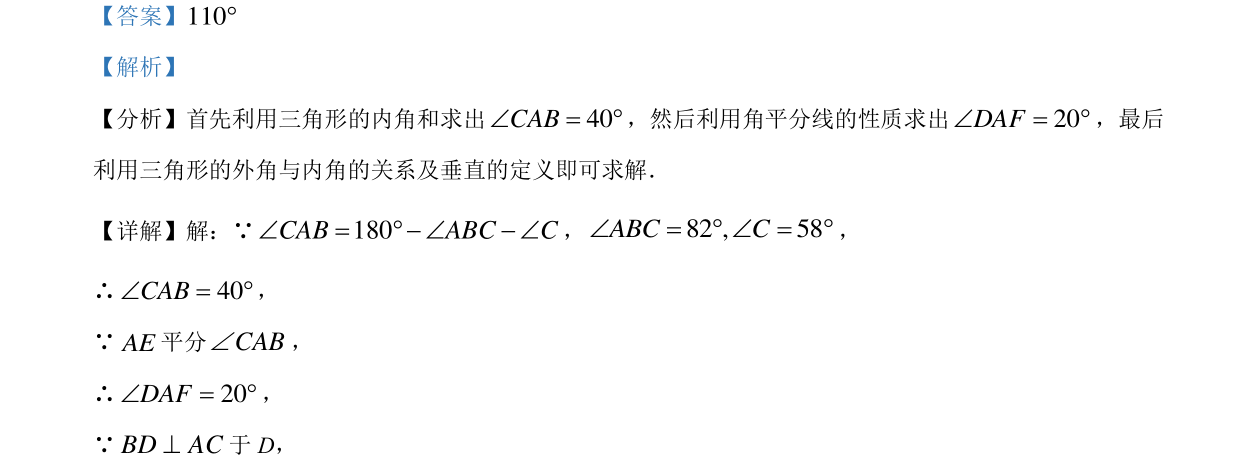 【答案】110°
【解析】
【分析】首先利用三角形的内角和求出∠CAB = 40°，然后利用角平分线的性质求出∠DAF = 20°，最后
利用三角形的外角与内角的关系及垂直的定义即可求解．
【详解】解：∵∠CAB = 180° − ∠ABC − ∠C，∠ABC = 82°, ∠C = 58°，
∴∠CAB = 40°，
∵ AE平分∠CAB，
∴∠DAF = 20°，
∵ BD ⊥ AC于 D，